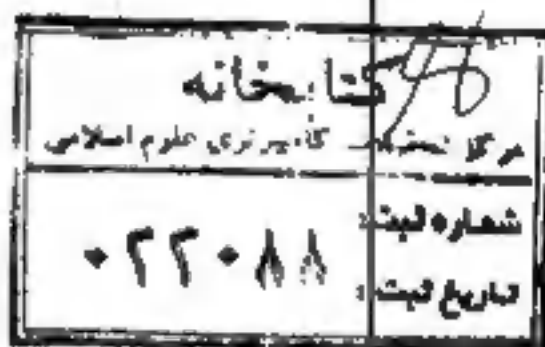 کتابخانه
مرکز تحقیقات کامپیوتری علوم اسلامی
شماره ثبت:
۰۲۲۰۸۸
تاریخ ثبت: